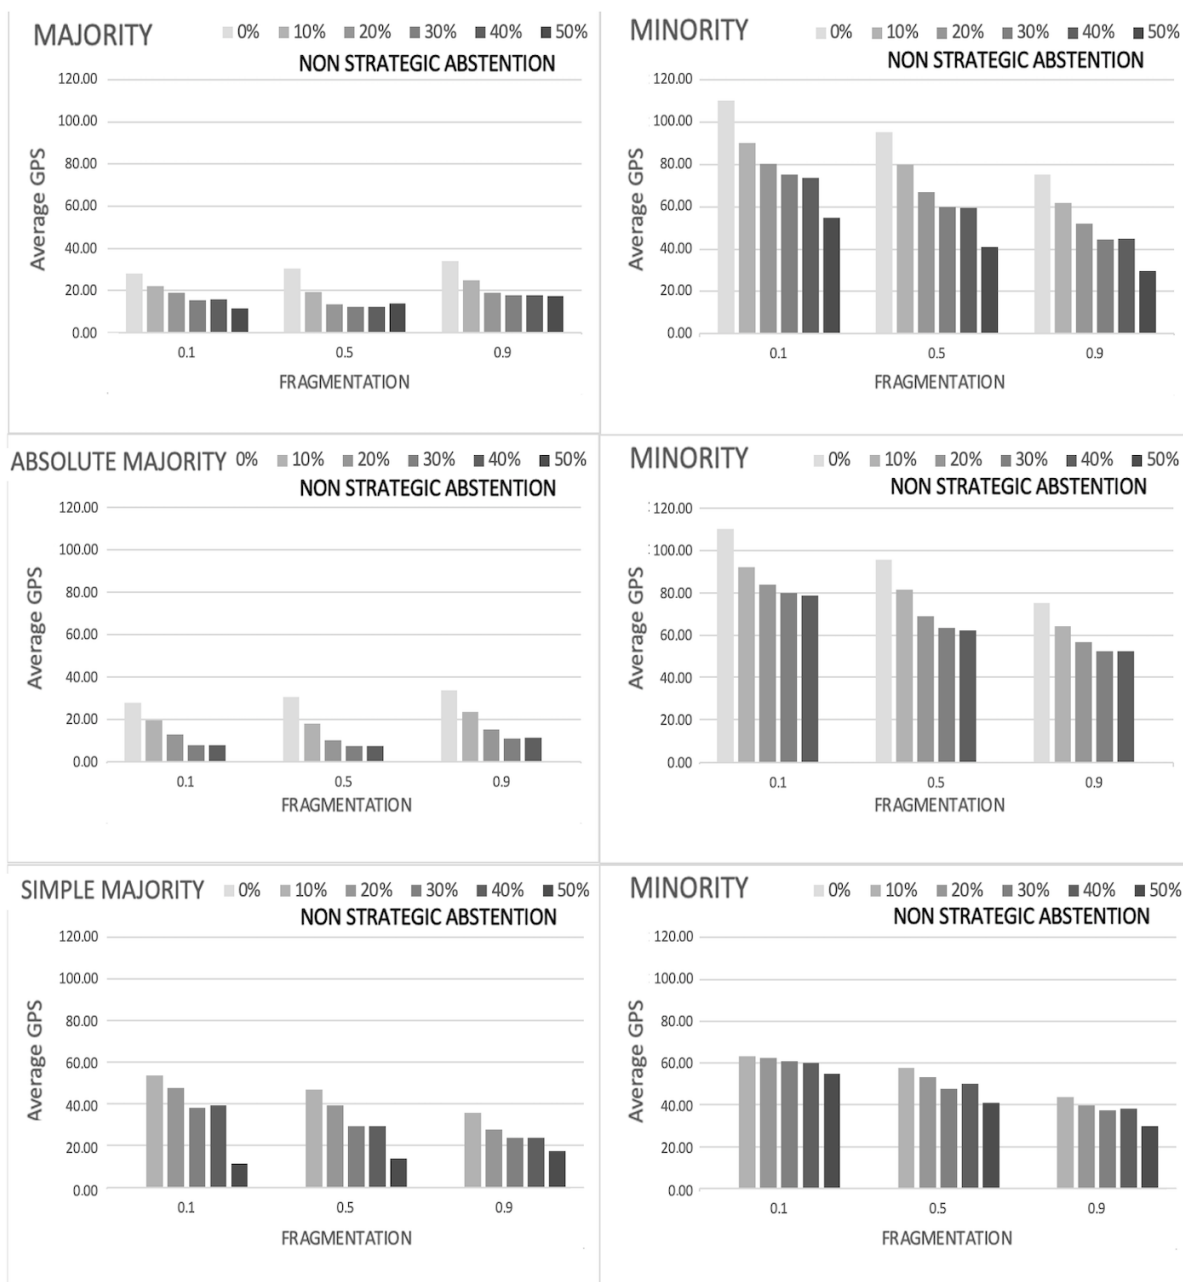 MAJORITY 0% 10% 20% 30% 40% 50%
NON STRATEGIC ABSTENTION
120.00
100.00
80.00
60.00
40.00
20.00
0.00
Average GPS
0.1 0.5 0.9
FRAGMENTATION
MINORITY 0% 10% 20% 30% 40% 50%
NON STRATEGIC ABSTENTION
120.00
100.00
80.00
60.00
40.00
20.00
0.00
Average GPS
0.1 0.5 0.9
FRAGMENTATION
ABSOLUTE MAJORITY 0% 10% 20% 30% 40% 50%
NON STRATEGIC ABSTENTION
120.00
100.00
80.00
60.00
40.00
20.00
0.00
Average GPS
0.1 0.5 0.9
FRAGMENTATION
MINORITY 0% 10% 20% 30% 40% 50%
NON STRATEGIC ABSTENTION
120.00
100.00
80.00
60.00
40.00
20.00
0.00
Average GPS
0.1 0.5 0.9
FRAGMENTATION
SIMPLE MAJORITY 0% 10% 20% 30% 40% 50%
NON STRATEGIC ABSTENTION
120.00
100.00
80.00
60.00
40.00
20.00
0.00
Average GPS
0.1 0.5 0.9
FRAGMENTATION
MINORITY 0% 10% 20% 30% 40% 50%
NON STRATEGIC ABSTENTION
120.00
100.00
80.00
60.00
40.00
20.00
0.00
Average GPS
0.1 0.5 0.9
FRAGMENTATION